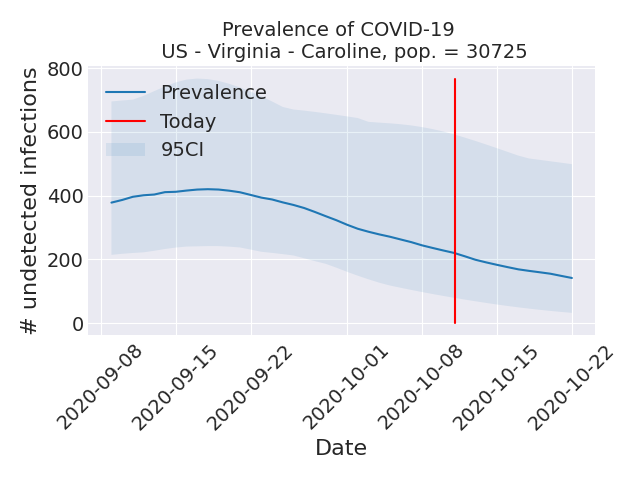 Prevalence of COVID-19
US - Virginia - Caroline, pop. = 30725
# undetected infections
800
600
400
200
0
Prevalence
Today
95CI
2020-09-08
2020-09-15
2020-09-22
2020-10-01
2020-10-08
2020-10-15
2020-10-22
Date